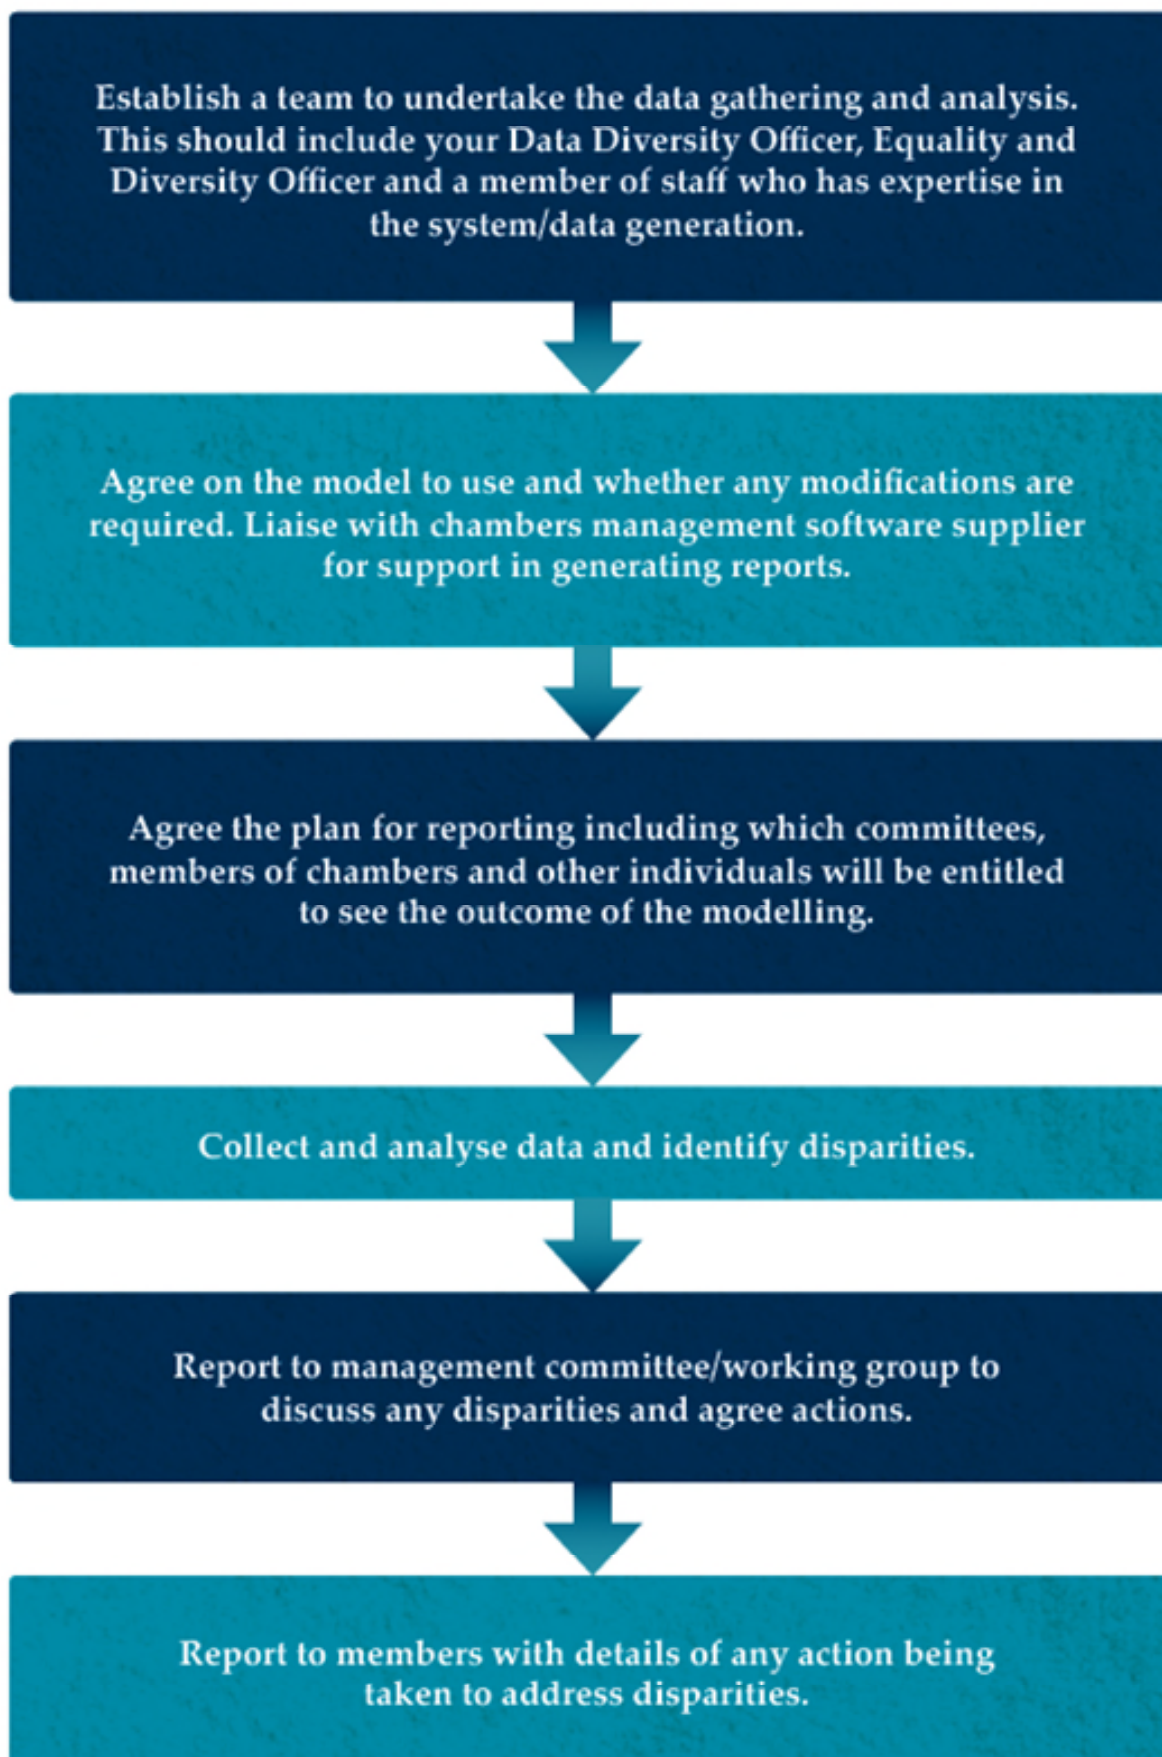 Establish a team to undertake the data gathering and analysis.
This should include your Data Diversity Officer, Equality and
Diversity Officer and a member of staff who has expertise in
the system/data generation.
Agree on the model to use and whether any modifications are
required. Liaise with chambers management software supplier
for support in generating reports.
Agree the plan for reporting including which committees,
members of chambers and other individuals will be entitled
to see the outcome of the modelling.
Collect and analyse data and identify disparities.
Report to management committee/working group to
discuss any disparities and agree actions.
Report to members with details of any action being
taken to address disparities.